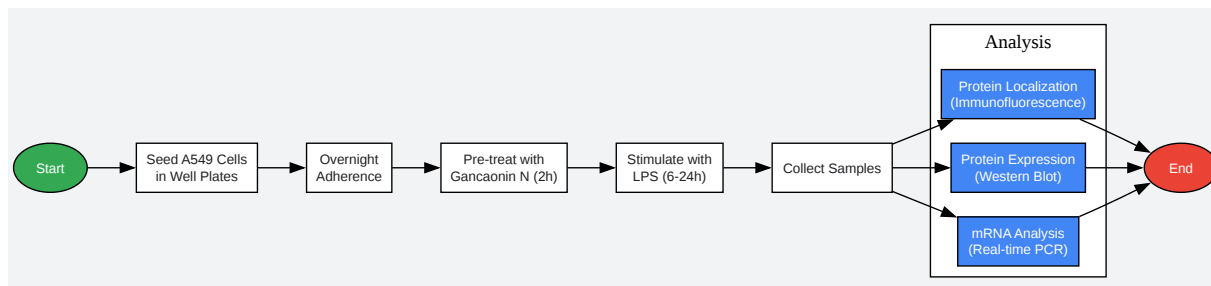 Start
Seed A549 Cells
in Well Plates
Overnight
Adherence
Pre-treat with
Gancaonin N (2h)
Stimulate with
LPS (6-24h)
Collect Samples
Analysis
Protein Localization
(Immunofluorescence)
Protein Expression
(Western Blot)
mRNA Analysis
(Real-time PCR)
End